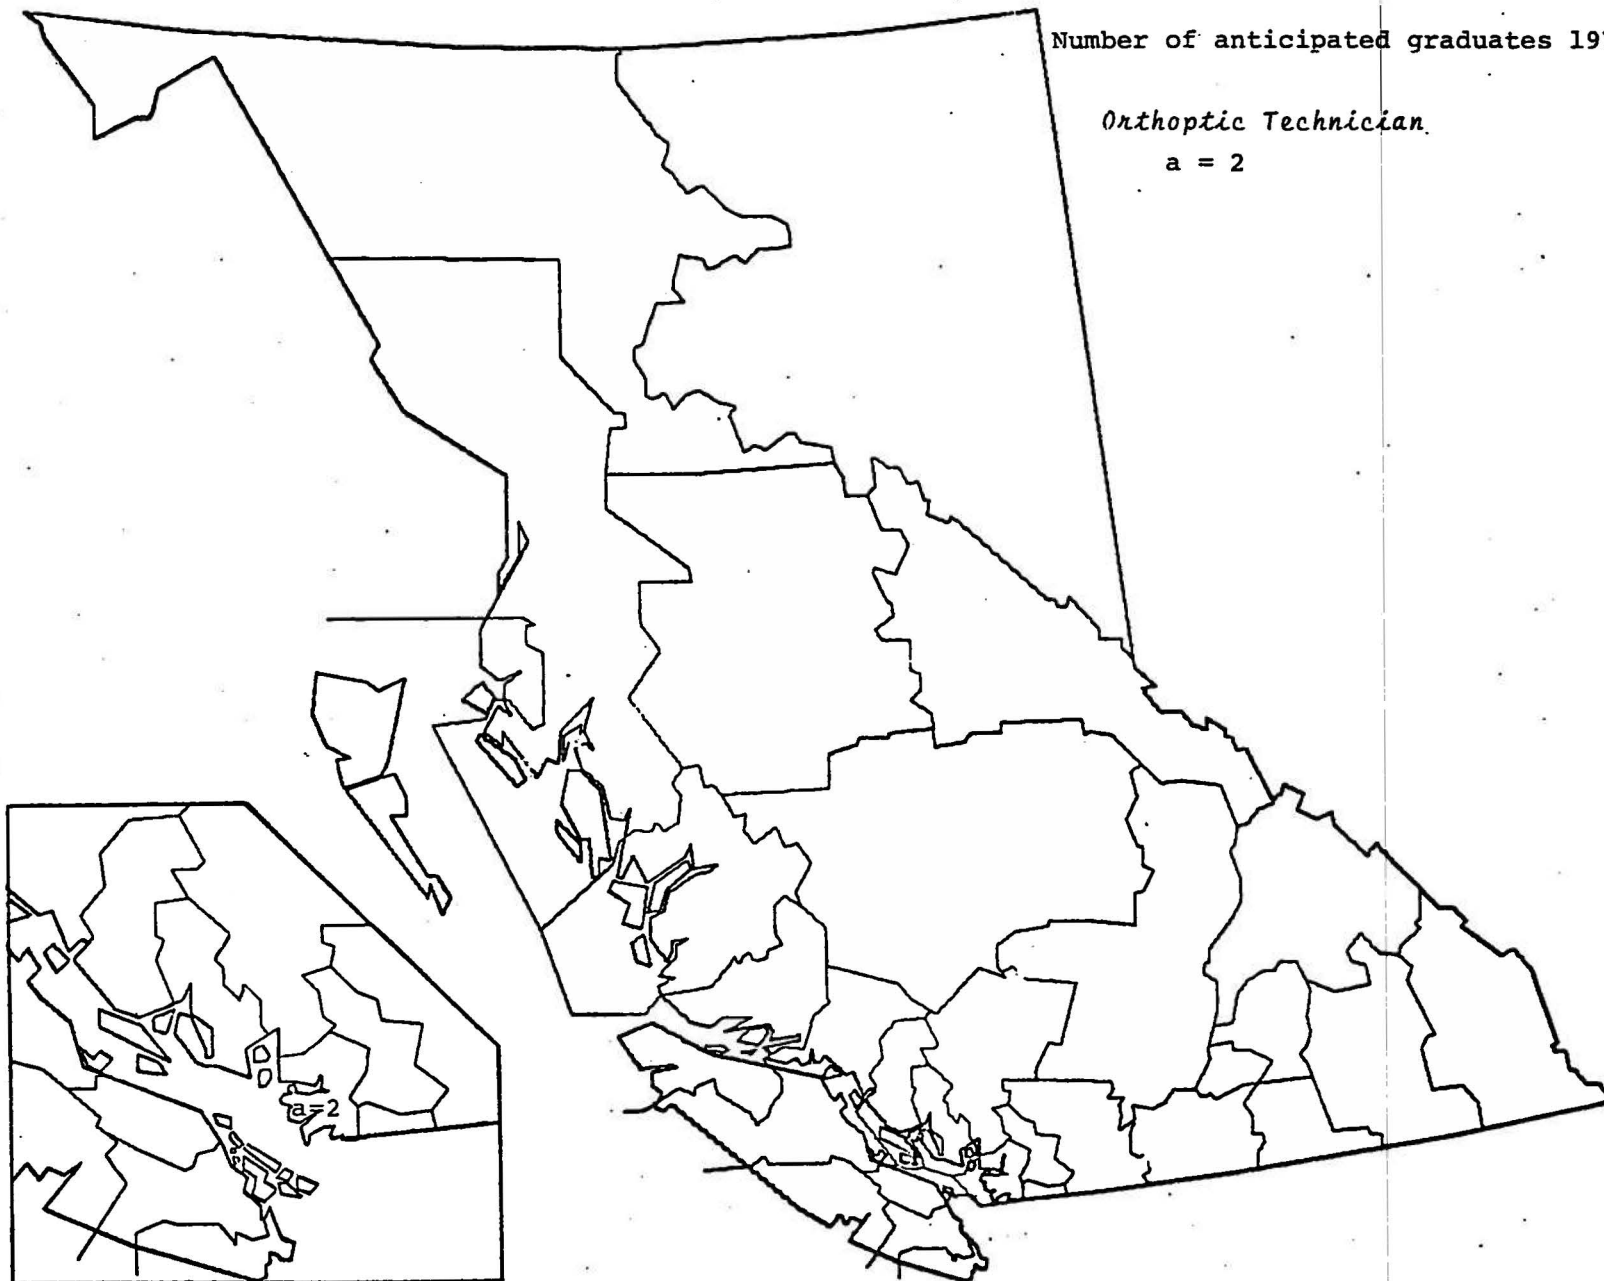 Number of anticipated graduates 19
Orthoptic Technician
a = 2
a=2